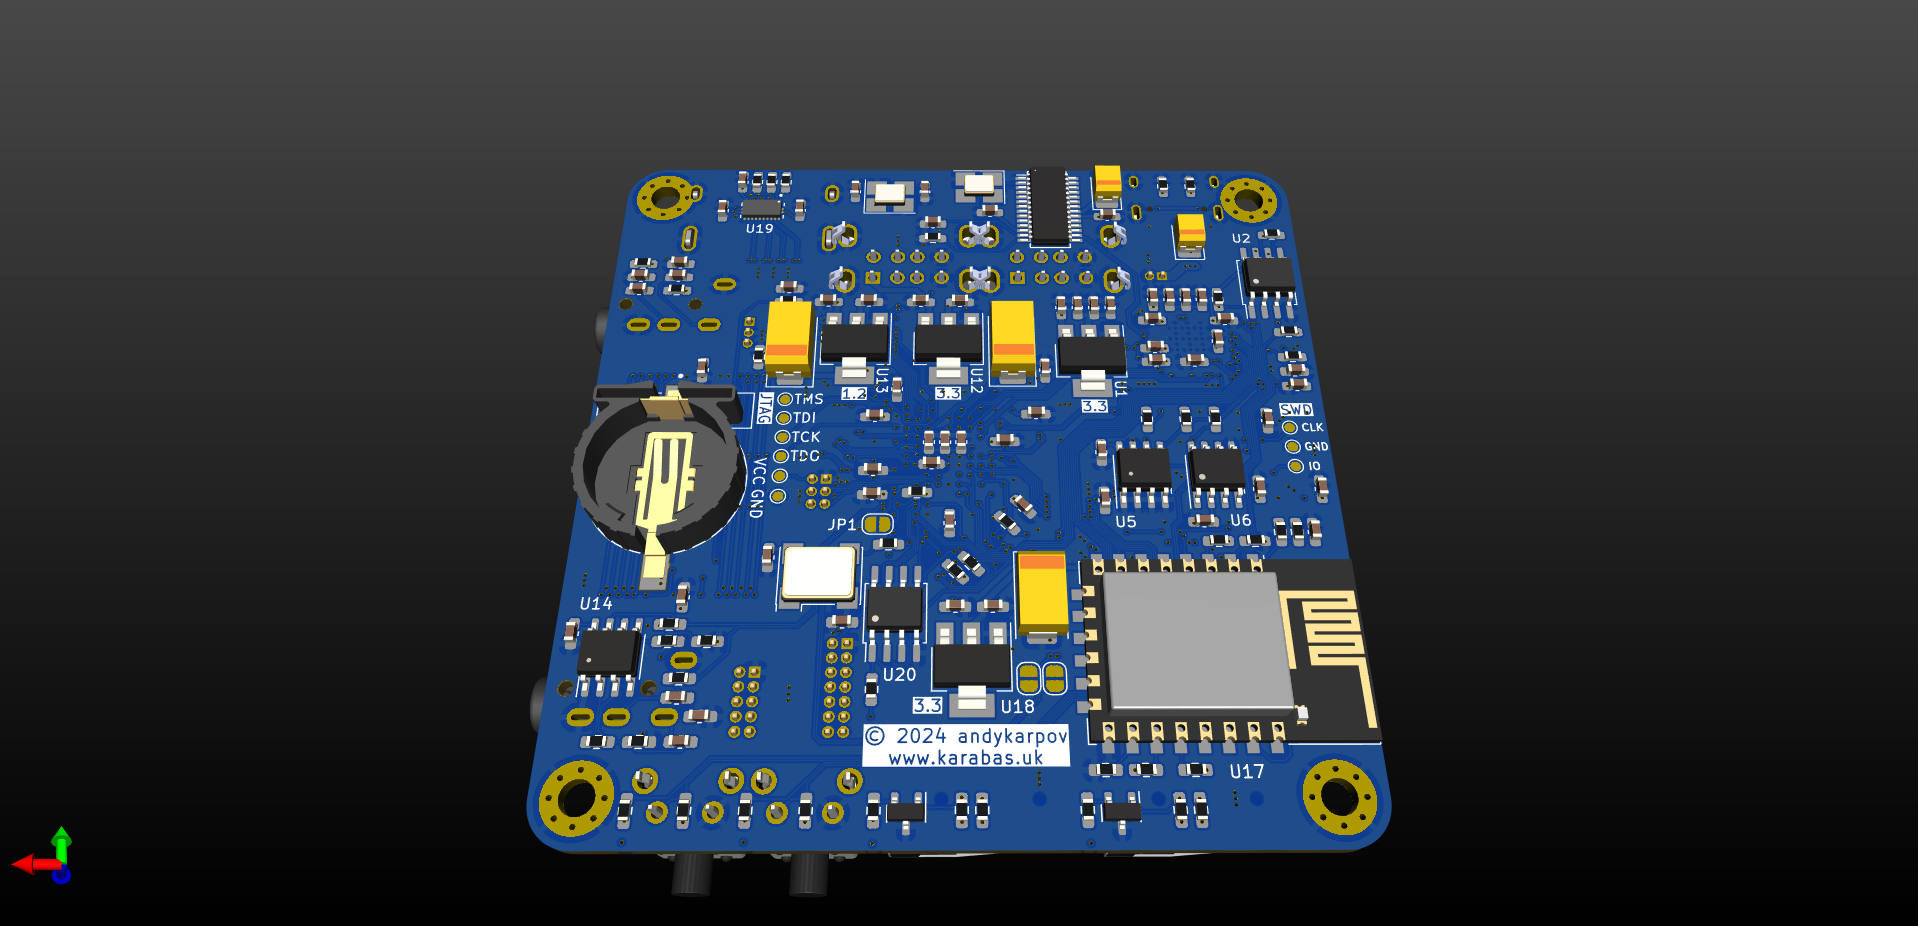 U19
U2
U13
1.2
U12
3.3
U1
3.3
JTAG
TMS
TDI
TCK
TDO
VCC GND
SWD
CLK
GND
IO
JP1
U5
U6
U14
U20
3.3
U18
© 2024 andykarpov
www.karabas.uk
U17